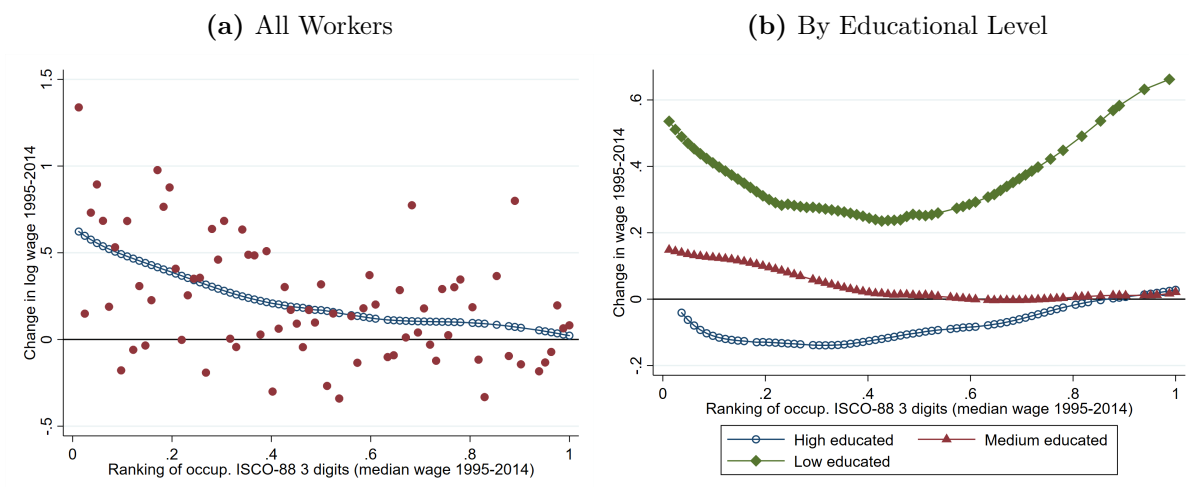 (a) All Workers
Change in log wage 1995-2014
1.5
1
.5
0
-.5
0 .2 .4 .6 .8 1
Ranking of occup. ISCO-88 3 digits (median wage 1995-2014)
(b) By Educational Level
Change in wage 1995-2014
.6
.4
.2
0
-.2
0 .2 .4 .6 .8 1
Ranking of occup. ISCO-88 3 digits (median wage 1995-2014)
High educated
Medium educated
Low educated